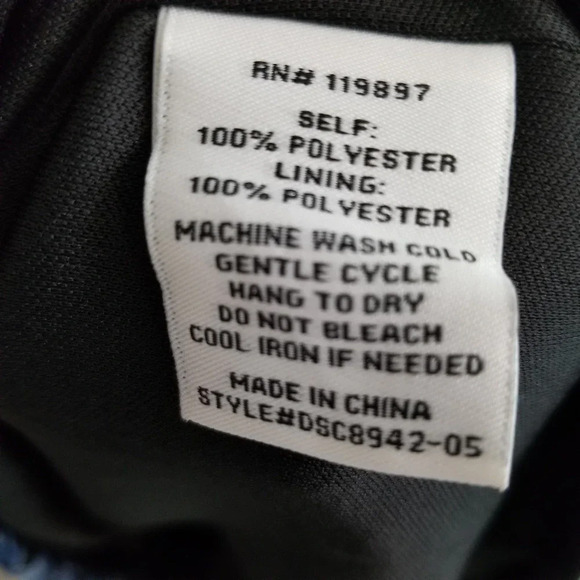 RN# 119897
SELF:
100% POLYESTER
LINING:
100% POLYESTER
MACHINE WASH COLD
GENTLE CYCLE
HANG TO DRY
DO NOT BLEACH
COOL IRON IF NEEDED
MADE IN CHINA
STYLE#DSC8942-05